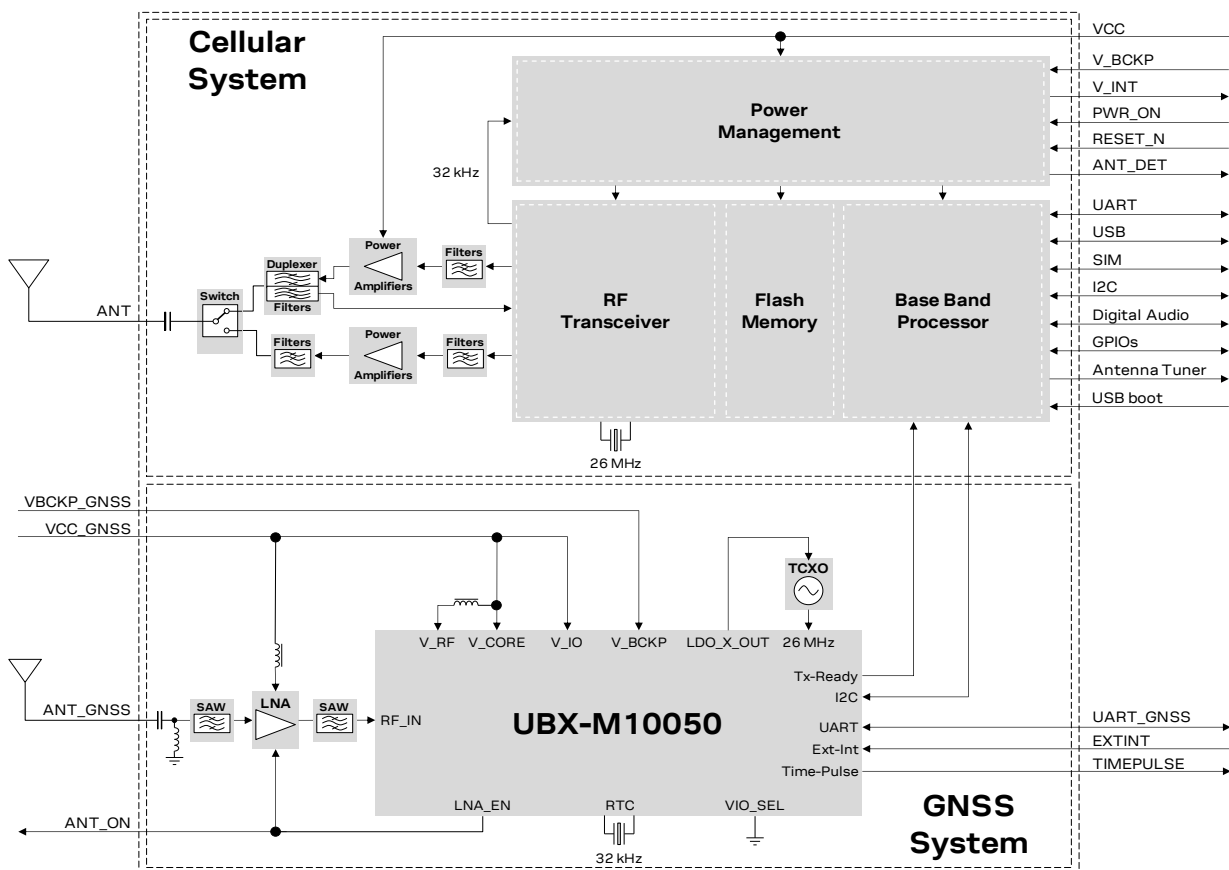 Cellular
System
VCC
V_BCKP
V_INT
PWR_ON
RESET_N
ANT_DET
Power
Management
32 kHz
UART
USB
SIM
I2C
Digital Audio
GPIOs
Antenna Tuner
USB boot
RF
Transceiver
Flash
Memory
Base Band
Processor
Power
Amplifiers
Filters
Duplexer
Filters
Switch
ANT
Filters
Power
Amplifiers
Filters
26 MHz
VBCKP_GNSS
VCC_GNSS
TCXO
V_RF
V_CORE
V_IO
V_BCKP
LDO_X_OUT
26 MHz
Tx-Ready
I2C
UART
Ext-Int
Time-Pulse
ANT_GNSS
SAW
LNA
SAW
RF_IN
UBX-M10050
UART_GNSS
EXTINT
TIMEPULSE
LNA_EN
RTC
VIO_SEL
ANT_ON
32 kHz
GNSS
System